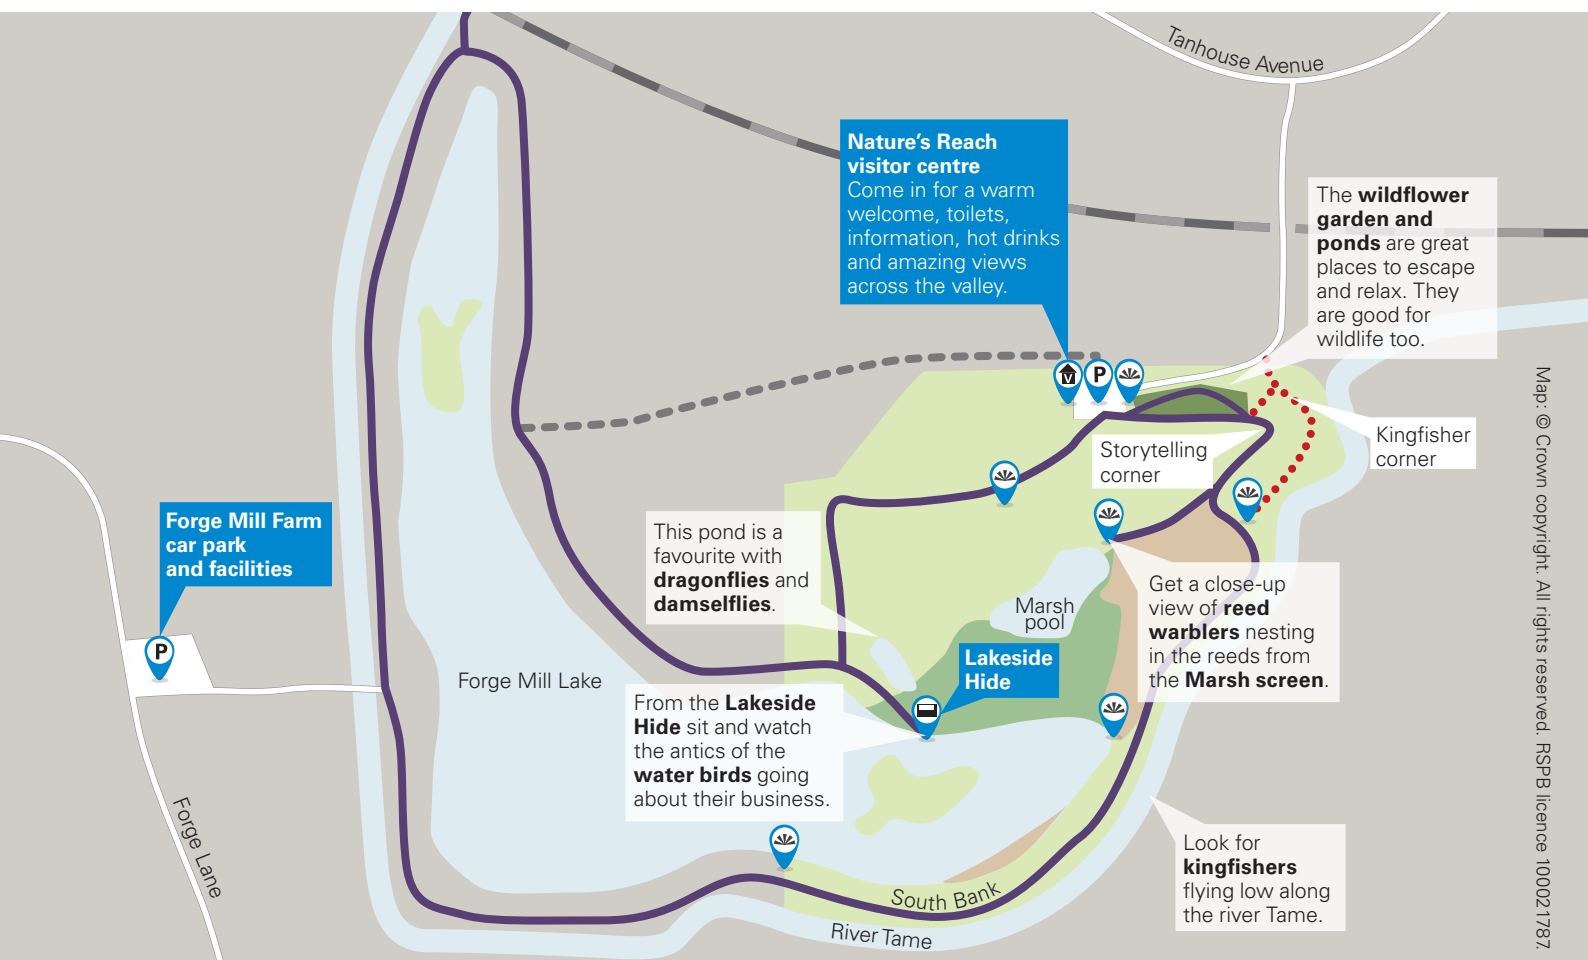 Tanhouse Avenue
Nature's Reach
visitor centre
Come in for a warm
welcome, toilets,
information, hot drinks
and amazing views
across the valley.
The wildflower
garden and
ponds are great
places to escape
and relax. They
are good for
wildlife too.
V
P
Kingfisher
corner
Storytelling
corner
Forge Mill Farm
car park
and facilities
P
This pond is a
favourite with
dragonflies and
damselflies.
Marsh
pool
Get a close-up
view of reed
warblers nesting
in the reeds from
the Marsh screen.
Lakeside
Hide
Forge Mill Lake
From the Lakeside
Hide sit and watch
the antics of the
water birds going
about their business.
Look for
kingfishers
flying low along
the river Tame.
Forge Lane
South Bank
River Tame
Map: © Crown copyright. All rights reserved. RSPB licence 100021787.